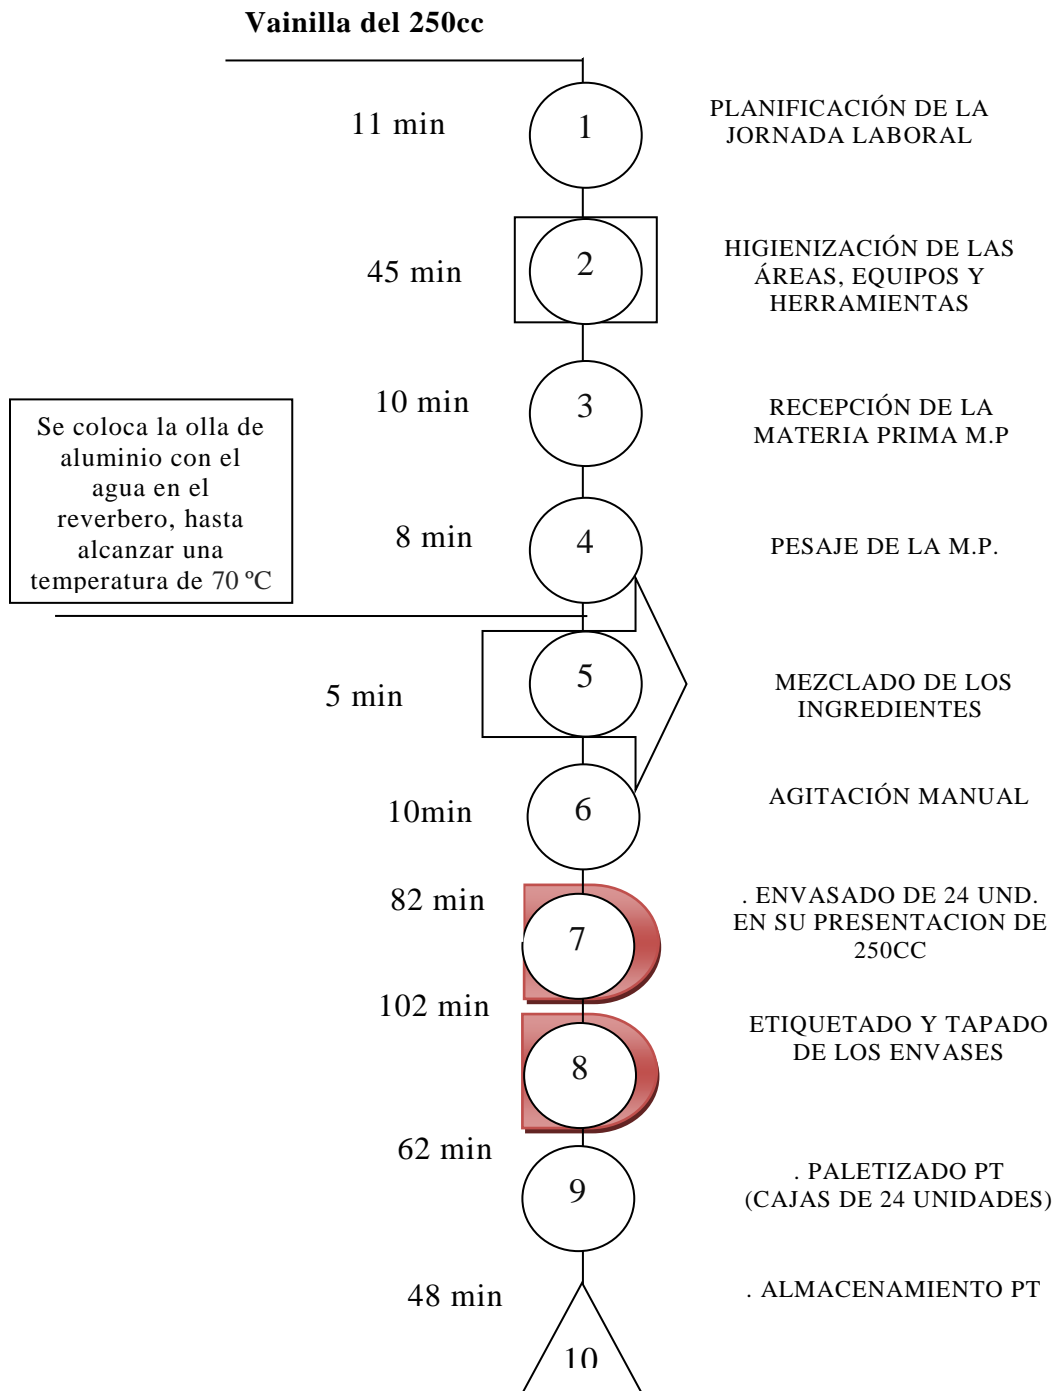 Vainilla del 250cc
11 min
1
PLANIFICACIÓN DE LA
JORNADA LABORAL
45 min
2
HIGIENIZACIÓN DE LAS
ÁREAS, EQUIPOS Y
HERRAMIENTAS
10 min
3
RECEPCIÓN DE LA
MATERIA PRIMA M.P
Se coloca la olla de
aluminio con el
agua en el
reverbero, hasta
alcanzar una
temperatura de 70 ºC
8 min
4
PESAJE DE LA M.P.
5 min
5
MEZCLADO DE LOS
INGREDIENTES
10min
6
AGITACIÓN MANUAL
82 min
7
. ENVASADO DE 24 UND.
EN SU PRESENTACION DE
250CC
102 min
8
ETIQUETADO Y TAPADO
DE LOS ENVASES
62 min
9
. PALETIZADO PT
(CAJAS DE 24 UNIDADES)
48 min
10
. ALMACENAMIENTO PT